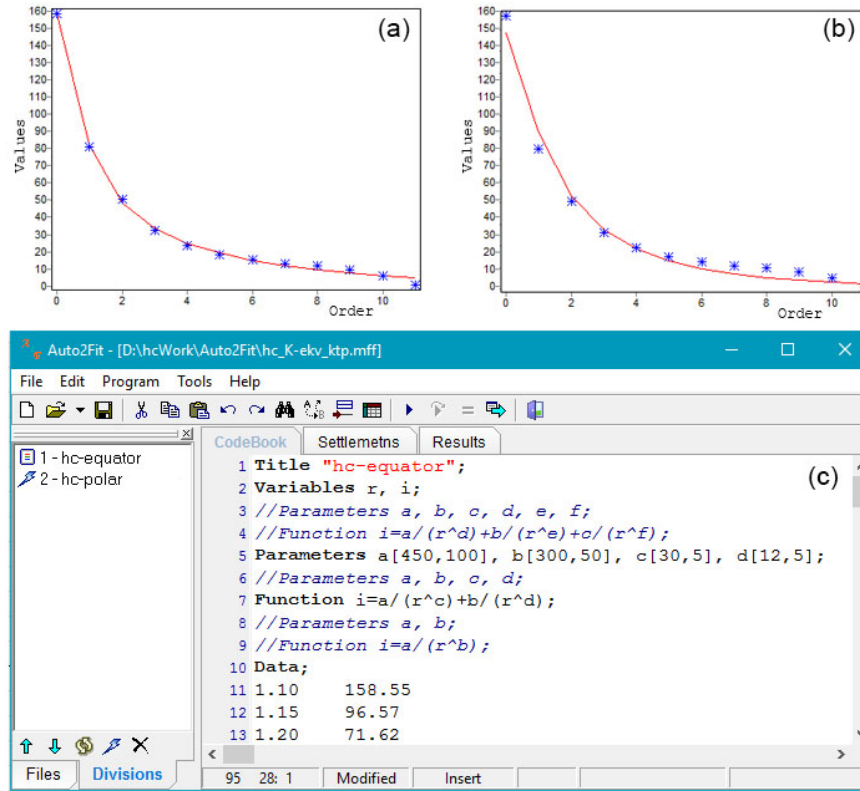 (a)
160
150
140
130
120
110
100
90
80
70
60
50
40
30
20
10
0
Values
0 2 4 6 8 10
Order
(b)
160
150
140
130
120
110
100
90
80
70
60
50
40
30
20
10
0
Values
0 2 4 6 8 10
Order
Auto2Fit - [D:\hcWork\Auto2Fit\hc_K-ekv_ktp.mff]
File Edit Program Tools Help
1 - hc-equator
2 - hc-polar
Files Divisions
CodeBook Settlemetns Results
(c)
1 Title "hc-equator";
2 Variables r, i;
3 //Parameters a, b, c, d, e, f;
4 //Function i=a/(r^d)+b/(r^e)+c/(r^f);
5 Parameters a[450,100], b[300,50], c[30,5], d[12,5];
6 //Parameters a, b, c, d;
7 Function i=a/(r^c)+b/(r^d);
8 //Parameters a, b;
9 //Function i=a/(r^b);
10 Data;
11 1.10 158.55
12 1.15 96.57
13 1.20 71.62
95 28: 1 Modified Insert